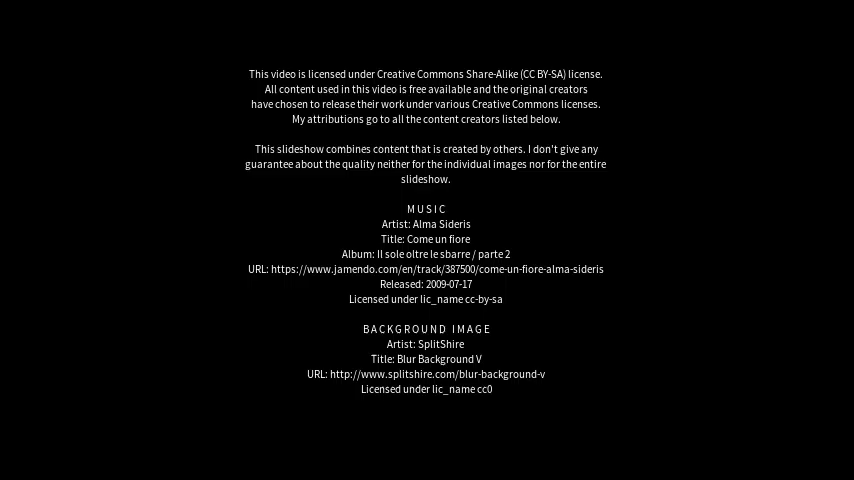 This video is licensed under Creative Commons Share-Alike (CC BY-SA) license.
All content used in this video is free available and the original creators
have chosen to release their work under various Creative Commons licenses.
My attributions go to all the content creators listed below.
This slideshow combines content that is created by others. I don't give any
guarantee about the quality neither for the individual images nor for the entire
slideshow.
MUSIC
Artist: Alma Sideris
Title: Come un fiore
Album: Il sole oltre le sbarre / parte 2
URL: https://www.jamendo.com/en/track/387500/come-un-fiore-alma-sideris
Released: 2009-07-17
Licensed under lic_name cc-by-sa
BACKGROUND IMAGE
Artist: SplitShire
Title: Blur Background V
URL: http://www.splitshire.com/blur-background-v
Licensed under lic_name cc0